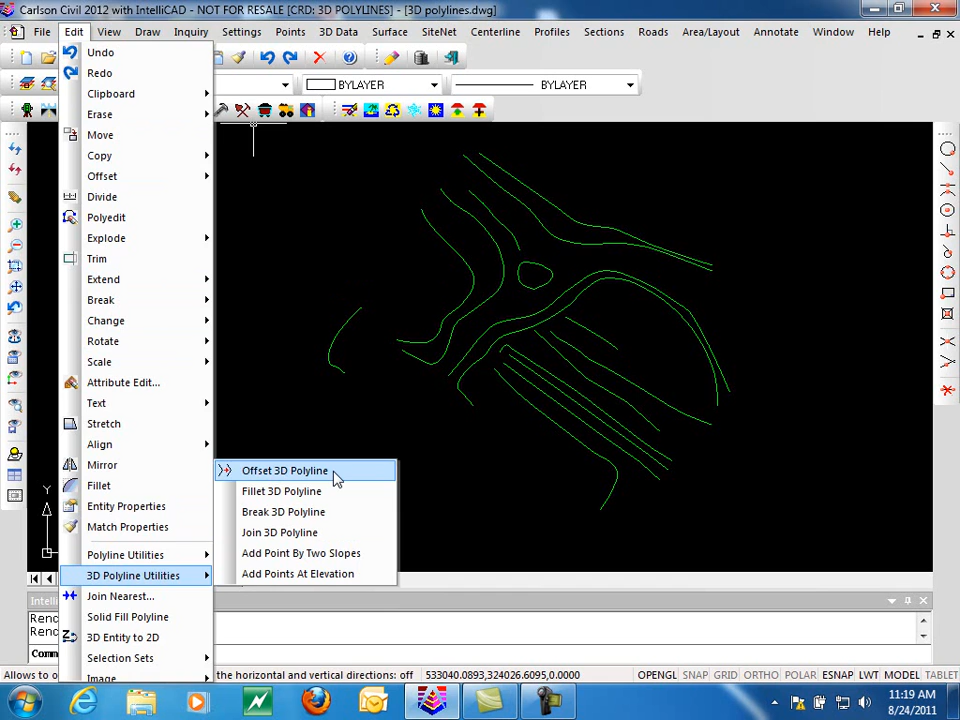 Carlson Civil 2012 with IntelliCAD - NOT FOR RESALE [CRD: 3D POLYLINES] - [3D polylines.dwg]
File Edit View Draw Inquiry Settings Points 3D Data Surface SiteNet Centerline Profiles Sections Roads Area/Layout Annotate Window Help
Undo
Redo
Clipboard
Erase
Move
Copy
Offset
Divide
Polyedit
Explode
Trim
Extend
Break
Change
Rotate
Scale
Attribute Edit...
Text
Stretch
Align
Mirror
Fillet
Entity Properties
Match Properties
Polyline Utilities
3D Polyline Utilities
Join Nearest...
Solid Fill Polyline
3D Entity to 2D
Selection Sets
Image
BYLAYER
BYLAYER
Offset 3D Polyline
Fillet 3D Polyline
Break 3D Polyline
Join 3D Polyline
Add Point By Two Slopes
Add Points At Elevation
Y
Intelli
Rend
Rend
Comm
Allows to o
the horizontal and vertical directions: off
533040.0893,324026.6095,0.0000
OPENGL SNAP GRID ORTHO POLAR ESNAP LWT MODEL TABLET
11:19 AM
8/24/2011